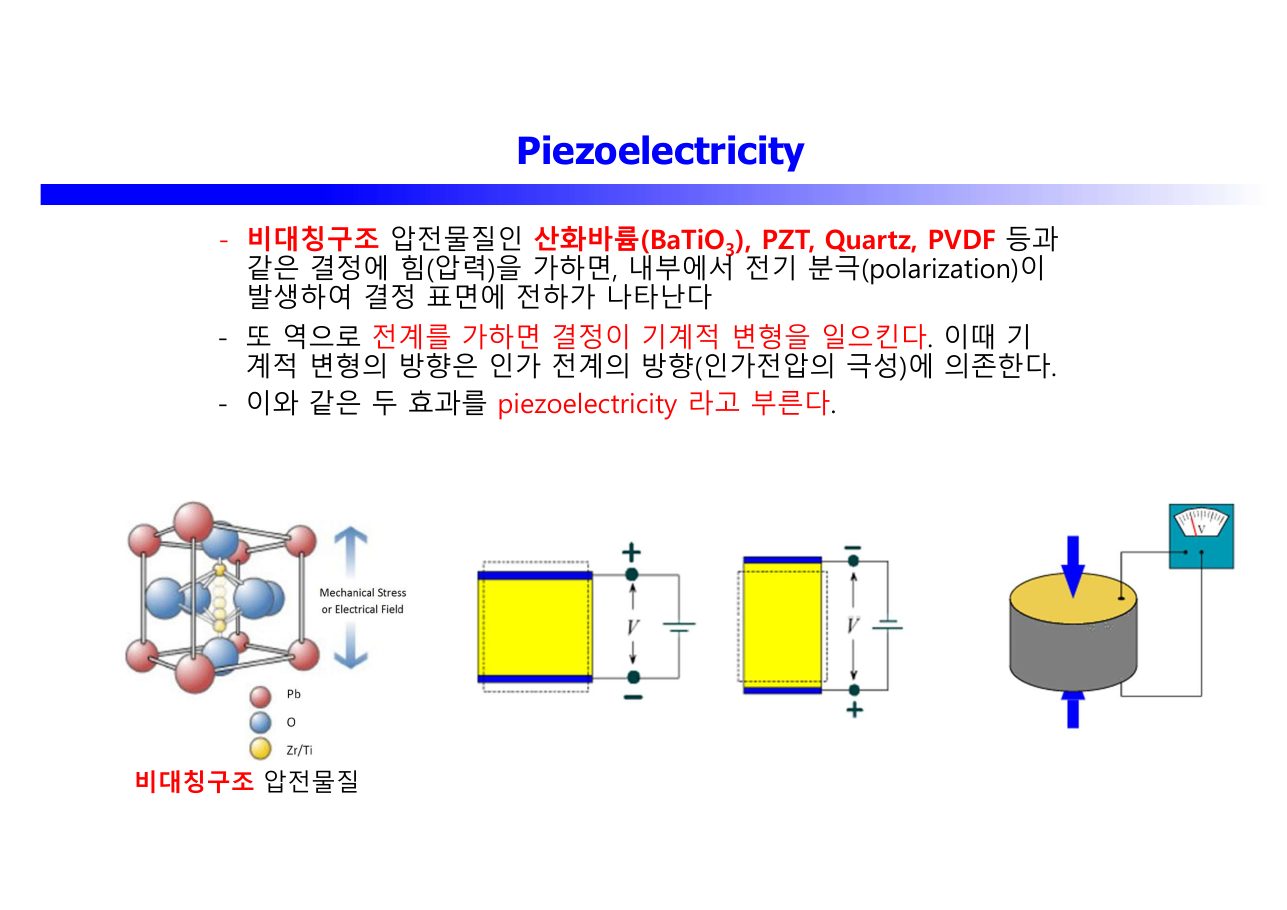 Piezoelectricity
- 비대칭구조 압전물질인 산화바륨(BaTiO3), PZT, Quartz, PVDF 등과
같은 결정에 힘(압력)을 가하면, 내부에서 전기 분극(polarization)이
발생하여 결정 표면에 전하가 나타난다
- 또 역으로 전계를 가하면 결정이 기계적 변형을 일으킨다. 이때 기
계적 변형의 방향은 인가 전계의 방향(인가전압의 극성)에 의존한다.
- 이와 같은 두 효과를 piezoelectricity 라고 부른다.
Mechanical Stress
or Electrical Field
Pb
O
Zr/Ti
비대칭구조 압전물질
+
V
−
−
V
+
V